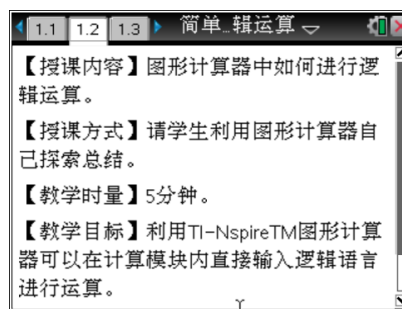 1.1 1.2 1.3 简单…辑运算
【授课内容】图形计算器中如何进行逻
辑运算。
【授课方式】请学生利用图形计算器自
己探索总结。
【教学时量】5分钟。
【教学目标】利用TI-NspireTM图形计算
器可以在计算模块内直接输入逻辑语言
进行运算。